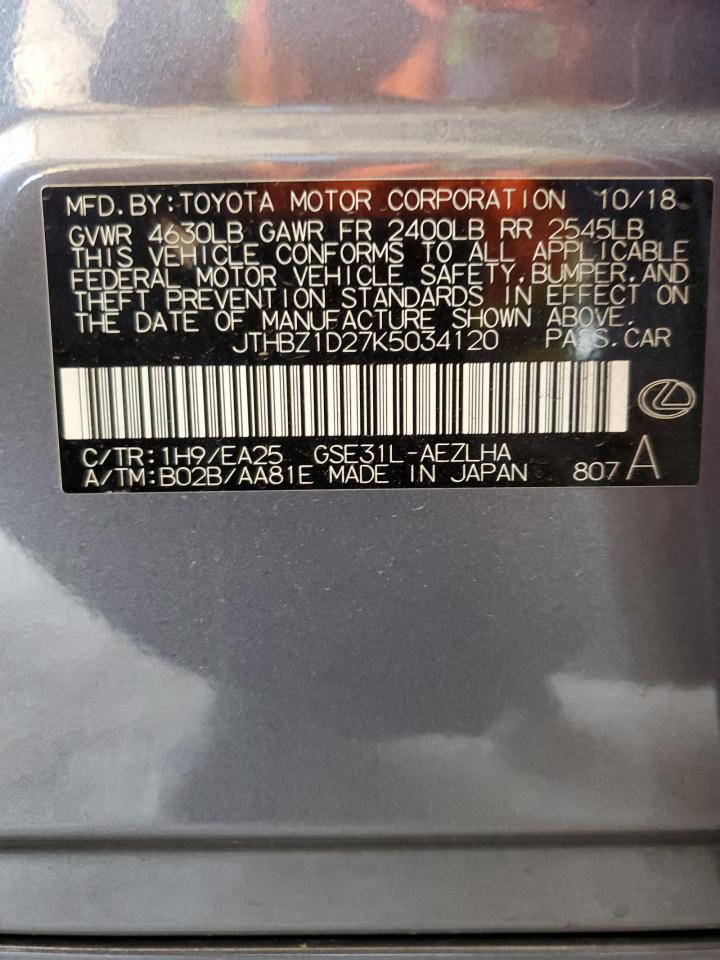 MFD.BY:TOYOTA MOTOR CORPORATION 10/18
GVWR 4630LB GAWR FR 2400LB RR 2545LB
THIS VEHICLE CONFORMS TO ALL APPLICABLE
FEDERAL MOTOR VEHICLE SAFETY,BUMPER,AND
THEFT PREVENTION STANDARDS IN EFFECT ON
THE DATE OF MANUFACTURE SHOWN ABOVE.
JTHBZ1D27K5034120 PASS.CAR
C/TR:1H9/EA25 GSE31L-AEZLHA
A/TM:B02B/AA81E MADE IN JAPAN 807 A